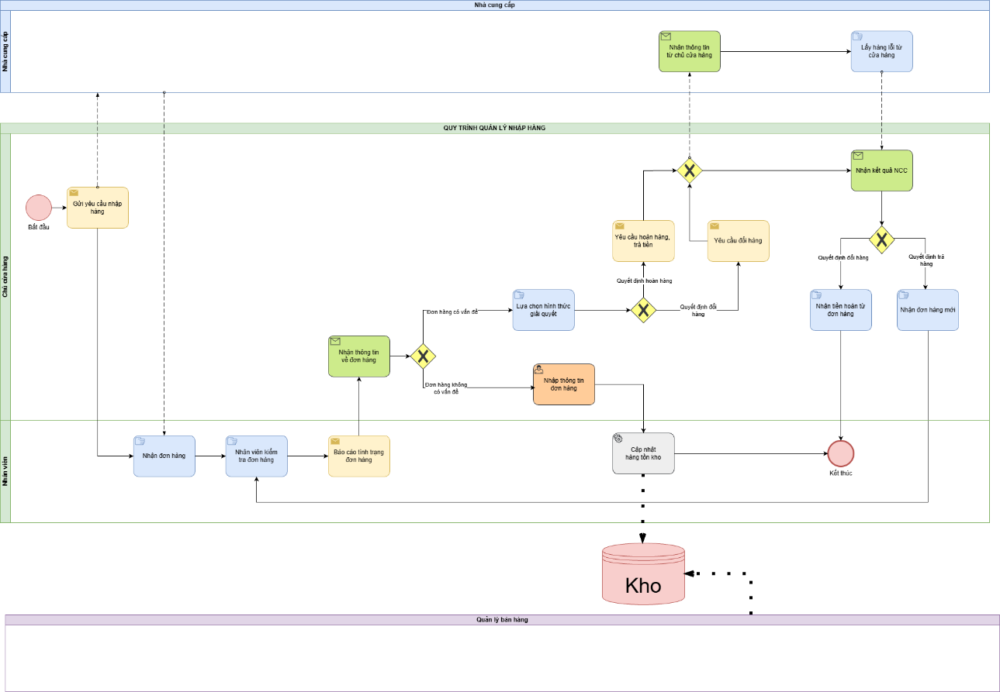 Nhà cung cấp
Nhà cung cấp
Nhận thông tin
từ chủ cửa hàng
Lấy hàng lỗi từ
cửa hàng
QUY TRÌNH QUẢN LÝ NHẬP HÀNG
Chủ cửa hàng
Bắt đầu
Gửi yêu cầu nhập
hàng
Nhận kết quả NCC
Yêu cầu hoàn hàng,
trả tiền
Yêu cầu đổi hàng
Quyết định đổi hàng
Quyết định trả
hàng
Quyết định hoàn hàng
Quyết định đổi
hàng
Lựa chọn hình thức
giải quyết
Nhận tiền hoàn từ
đơn hàng
Nhận đơn hàng mới
Đơn hàng có vấn đề
Nhận thông tin
về đơn hàng
Đơn hàng không
có vấn đề
Nhập thông tin
đơn hàng
Nhân viên
Nhận đơn hàng
Nhân viên kiểm
tra đơn hàng
Báo cáo tình trạng
đơn hàng
Cập nhật
hàng tồn kho
Kết thúc
Kho
Quản lý bán hàng